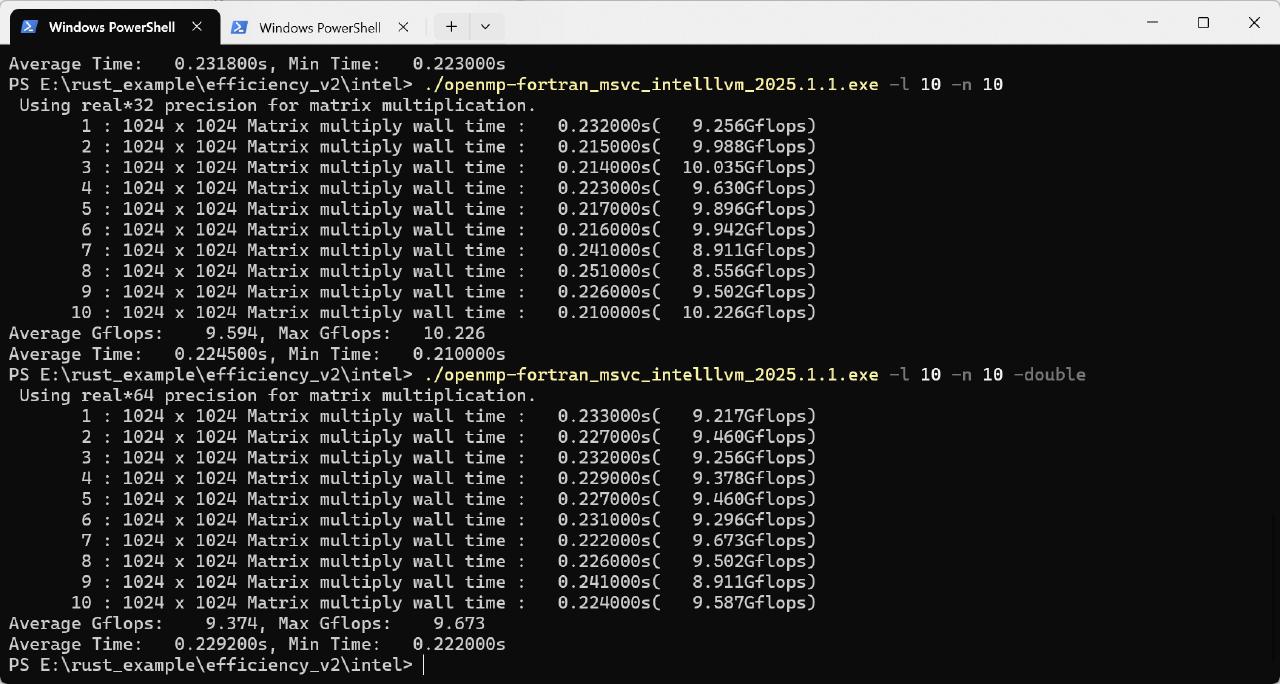 Windows PowerShell
Windows PowerShell
Average Time:   0.231800s, Min Time:   0.223000s
PS E:\rust_example\efficiency_v2\intel> ./openmp-fortran_msvc_intelllvm_2025.1.1.exe -l 10 -n 10
 Using real*32 precision for matrix multiplication.
       1 : 1024 x 1024 Matrix multiply wall time :   0.232000s(   9.256Gflops)
       2 : 1024 x 1024 Matrix multiply wall time :   0.215000s(   9.988Gflops)
       3 : 1024 x 1024 Matrix multiply wall time :   0.214000s(  10.035Gflops)
       4 : 1024 x 1024 Matrix multiply wall time :   0.223000s(   9.630Gflops)
       5 : 1024 x 1024 Matrix multiply wall time :   0.217000s(   9.896Gflops)
       6 : 1024 x 1024 Matrix multiply wall time :   0.216000s(   9.942Gflops)
       7 : 1024 x 1024 Matrix multiply wall time :   0.241000s(   8.911Gflops)
       8 : 1024 x 1024 Matrix multiply wall time :   0.251000s(   8.556Gflops)
       9 : 1024 x 1024 Matrix multiply wall time :   0.226000s(   9.502Gflops)
      10 : 1024 x 1024 Matrix multiply wall time :   0.210000s(  10.226Gflops)
Average Gflops:    9.594, Max Gflops:   10.226
Average Time:   0.224500s, Min Time:   0.210000s
PS E:\rust_example\efficiency_v2\intel> ./openmp-fortran_msvc_intelllvm_2025.1.1.exe -l 10 -n 10 -double
 Using real*64 precision for matrix multiplication.
       1 : 1024 x 1024 Matrix multiply wall time :   0.233000s(   9.217Gflops)
       2 : 1024 x 1024 Matrix multiply wall time :   0.227000s(   9.460Gflops)
       3 : 1024 x 1024 Matrix multiply wall time :   0.232000s(   9.256Gflops)
       4 : 1024 x 1024 Matrix multiply wall time :   0.229000s(   9.378Gflops)
       5 : 1024 x 1024 Matrix multiply wall time :   0.227000s(   9.460Gflops)
       6 : 1024 x 1024 Matrix multiply wall time :   0.231000s(   9.296Gflops)
       7 : 1024 x 1024 Matrix multiply wall time :   0.222000s(   9.673Gflops)
       8 : 1024 x 1024 Matrix multiply wall time :   0.226000s(   9.502Gflops)
       9 : 1024 x 1024 Matrix multiply wall time :   0.241000s(   8.911Gflops)
      10 : 1024 x 1024 Matrix multiply wall time :   0.224000s(   9.587Gflops)
Average Gflops:    9.374, Max Gflops:    9.673
Average Time:   0.229200s, Min Time:   0.222000s
PS E:\rust_example\efficiency_v2\intel>